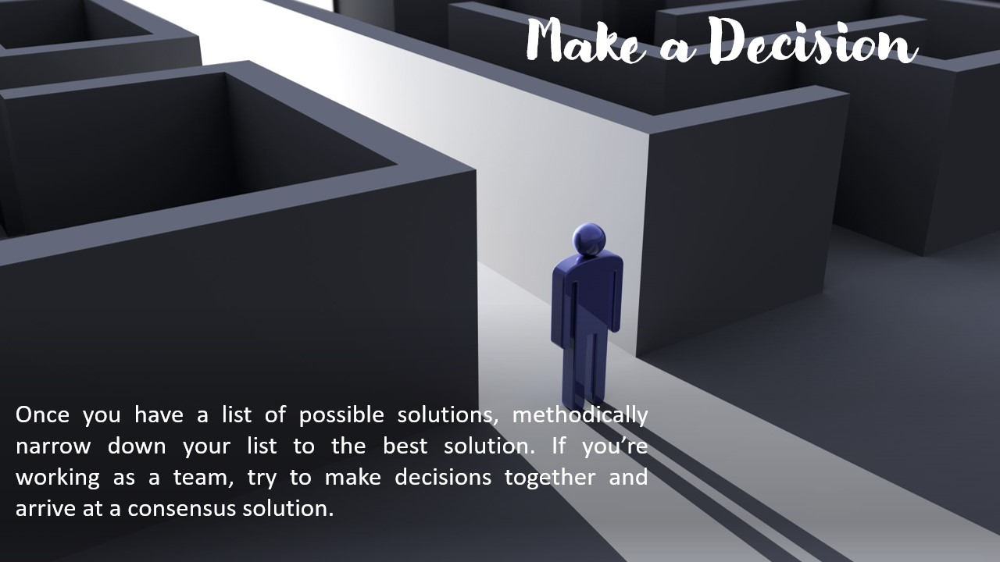 Make a Decision
Once you have a list of possible solutions, methodically
narrow down your list to the best solution. If you’re
working as a team, try to make decisions together and
arrive at a consensus solution.